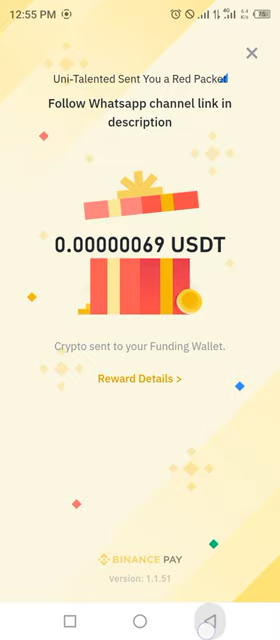 12:55 PM
Uni-Talented Sent You a Red Packet
Follow Whatsapp channel link in
description
0.00000069 USDT
Crypto sent to your Funding Wallet.
Reward Details >
BINANCE PAY
Version: 1.1.51